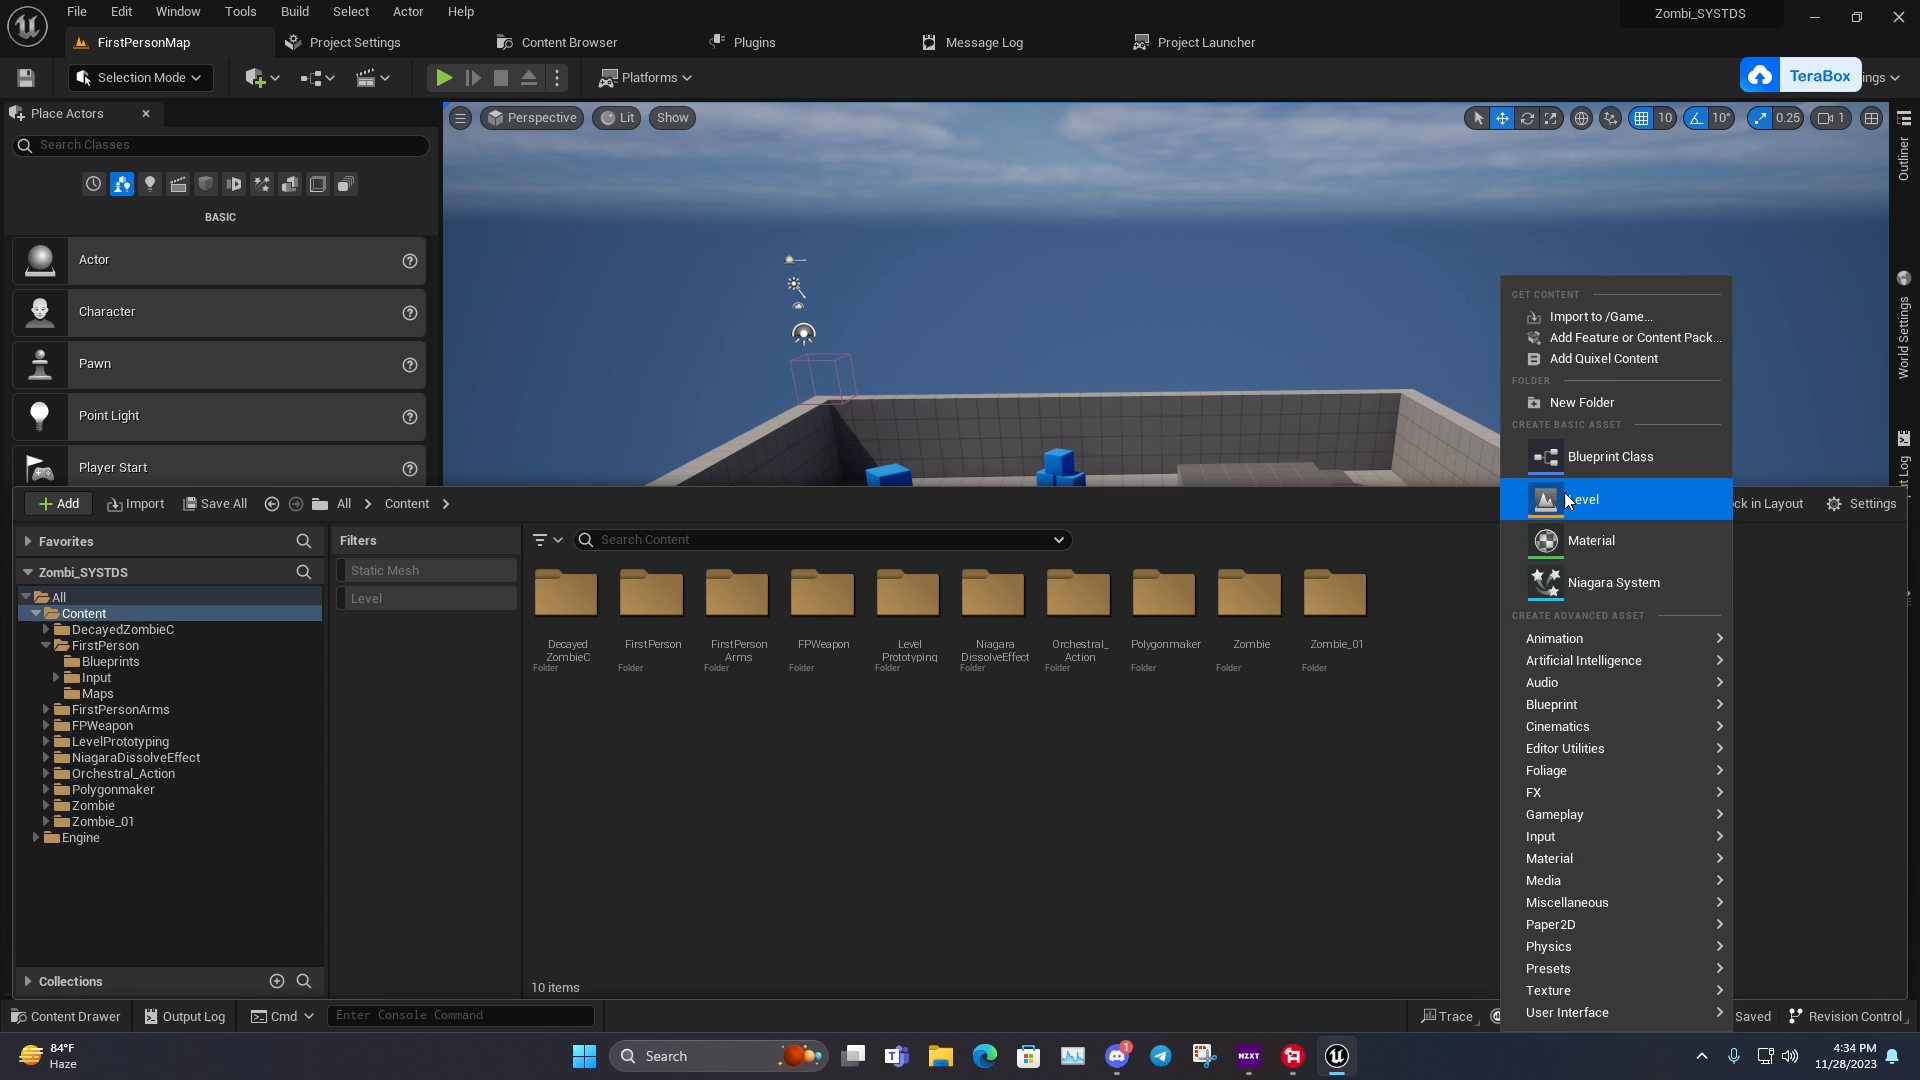 File Edit Window Tools Build Select Actor Help
Zombi_SYSTDS
FirstPersonMap
Project Settings
Content Browser
Plugins
Message Log
Project Launcher
Selection Mode
Platforms
TeraBox
ings
Place Actors
Perspective
Lit
Show
10
10°
0.25
1
Search Classes
BASIC
Actor
Character
Pawn
Point Light
Player Start
Outliner
World Settings
GET CONTENT
Import to /Game...
Add Feature or Content Pack...
Add Quixel Content
FOLDER
New Folder
CREATE BASIC ASSET
Blueprint Class
Level
Material
Niagara System
CREATE ADVANCED ASSET
Animation
Artificial Intelligence
Audio
Blueprint
Cinematics
Editor Utilities
Foliage
FX
Gameplay
Input
Material
Media
Miscellaneous
Paper2D
Physics
Presets
Texture
User Interface
Add
Import
Save All
All
Content
ck in Layout
Settings
Favorites
Filters
Search Content
Zombi_SYSTDS
Static Mesh
Level
All
Content
DecayedZombieC
FirstPerson
Blueprints
Input
Maps
FirstPersonArms
FPWeapon
LevelPrototyping
NiagaraDissolveEffect
Orchestral_Action
Polygonmaker
Zombie
Zombie_01
Engine
Decayed
ZombieC
Folder
FirstPerson
Folder
FirstPerson
Arms
Folder
FPWeapon
Folder
Level
Prototyping
Folder
Niagara
DissolveEffect
Folder
Orchestral_
Action
Folder
Polygonmaker
Folder
Zombie
Folder
Zombie_01
Folder
Collections
10 items
Content Drawer
Output Log
Cmd
Enter Console Command
Trace
Saved
Revision Control
84°F
Haze
Search
1
NZXT
4:34 PM
11/28/2023